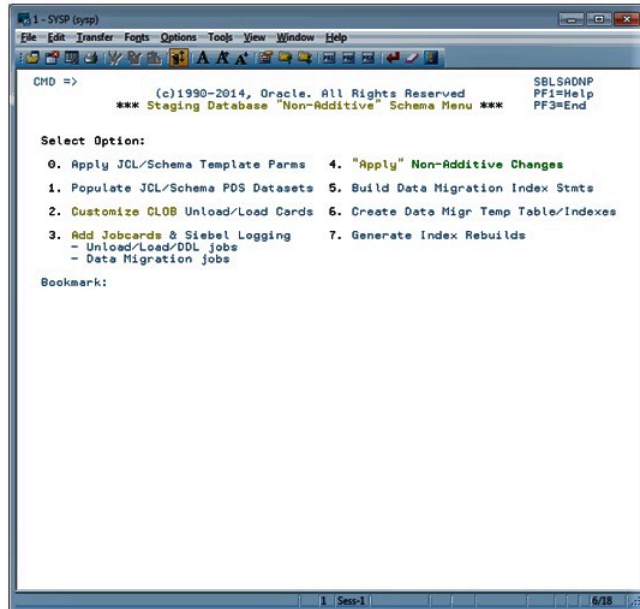 1 - SYSP (sysp)
File Edit Transfer Fonts Options Tools View Window Help
CMD => SBLSADNP
(c)1990-2014, Oracle. All Rights Reserved PF1=Help
*** Staging Database "Non-Additive" Schema Menu *** PF3=End
Select Option:
0. Apply JCL/Schema Template Parms 4. "Apply" Non-Additive Changes
1. Populate JCL/Schema PDS Datasets 5. Build Data Migration Index Stmts
2. Customize CLOB Unload/Load Cards 6. Create Data Migr Temp Table/Indexes
3. Add Jobcards & Siebel Logging 7. Generate Index Rebuilds
- Unload/Load/DDL jobs
- Data Migration jobs
Bookmark:
1 Sess-1 6/18